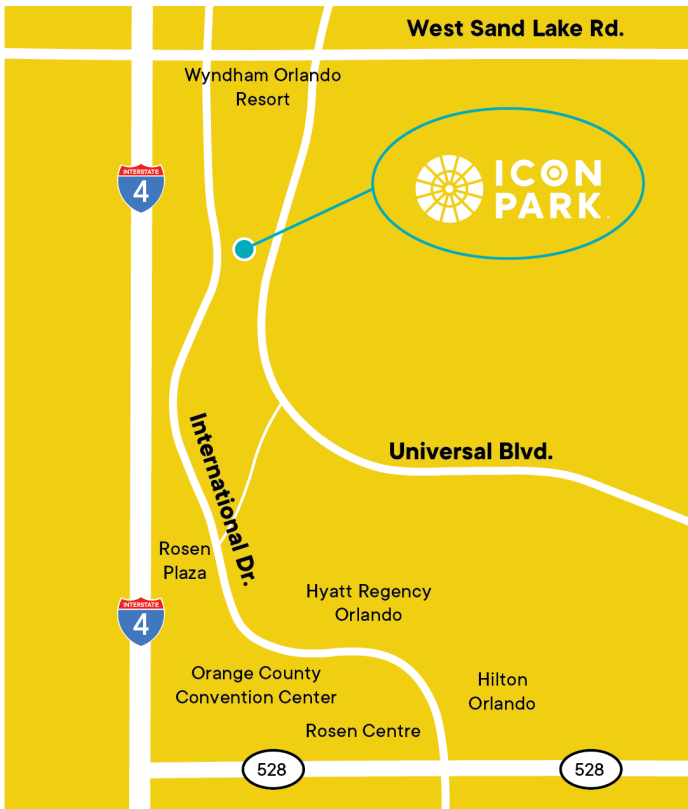 West Sand Lake Rd.
Wyndham Orlando
Resort
INTERSTATE
4
ICON
PARK
International Dr.
Universal Blvd.
Rosen
Plaza
Hyatt Regency
Orlando
INTERSTATE
4
Orange County
Convention Center
Hilton
Orlando
Rosen Centre
528
528